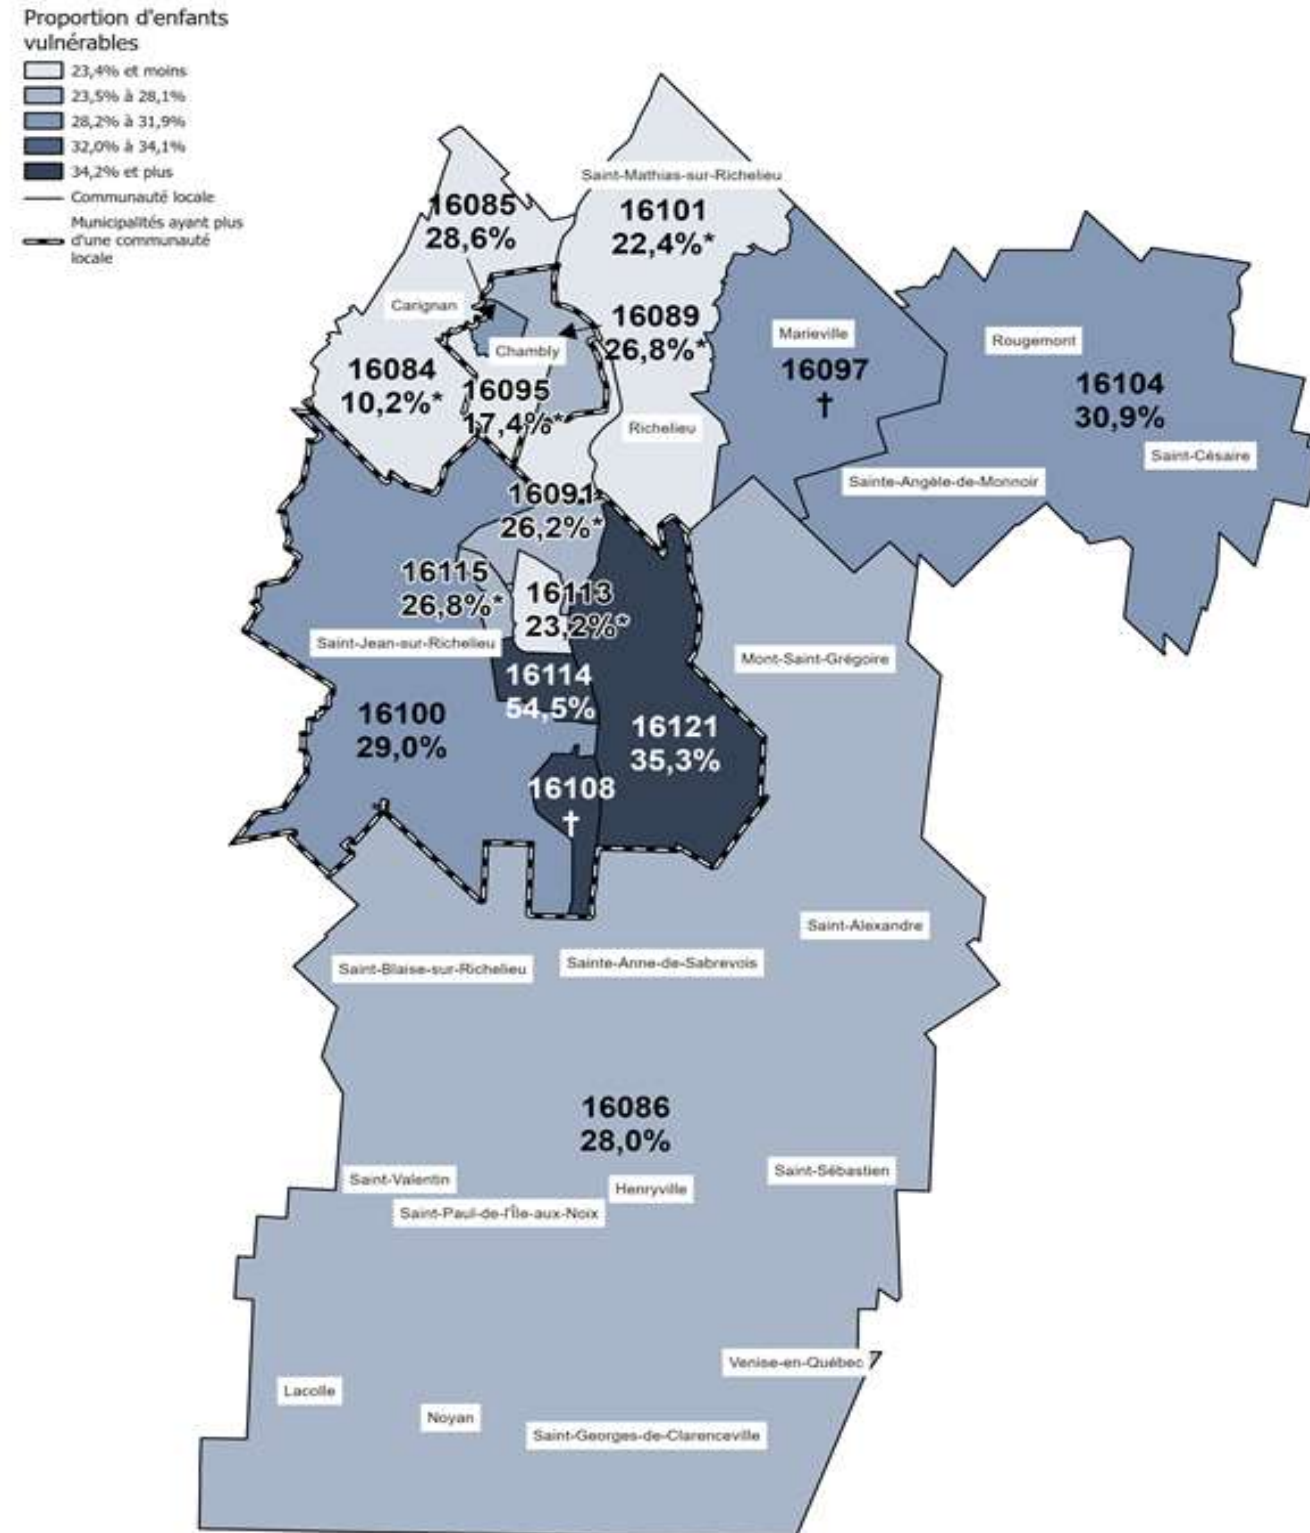 Proportion d'enfants
vulnérables
23,4% et moins
23,5% à 28,1%
28,2% à 31,9%
32,0% à 34,1%
34,2% et plus
Communauté locale
Municipalités ayant plus
d'une communauté
locale
Saint-Mathias-sur-Richelieu
16085
28,6%
16101
22,4%*
Carignan
16089
26,8%*
Chambly
Marieville
16097
†
Rougemont
16104
30,9%
16084
10,2%*
16095
17,4%*
Richelieu
Saint-Césaire
Sainte-Angèle-de-Monnoir
16091
26,2%*
16115
26,8%*
16113
23,2%*
Saint-Jean-sur-Richelieu
Mont-Saint-Grégoire
16114
54,5%
16100
29,0%
16121
35,3%
16108
†
Saint-Alexandre
Saint-Blaise-sur-Richelieu
Sainte-Anne-de-Sabrevois
16086
28,0%
Saint-Valentin
Saint-Sébastien
Henryville
Saint-Paul-de-l'Île-aux-Noix
Venise-en-Québec
Lacolle
Noyan
Saint-Georges-de-Clarenceville